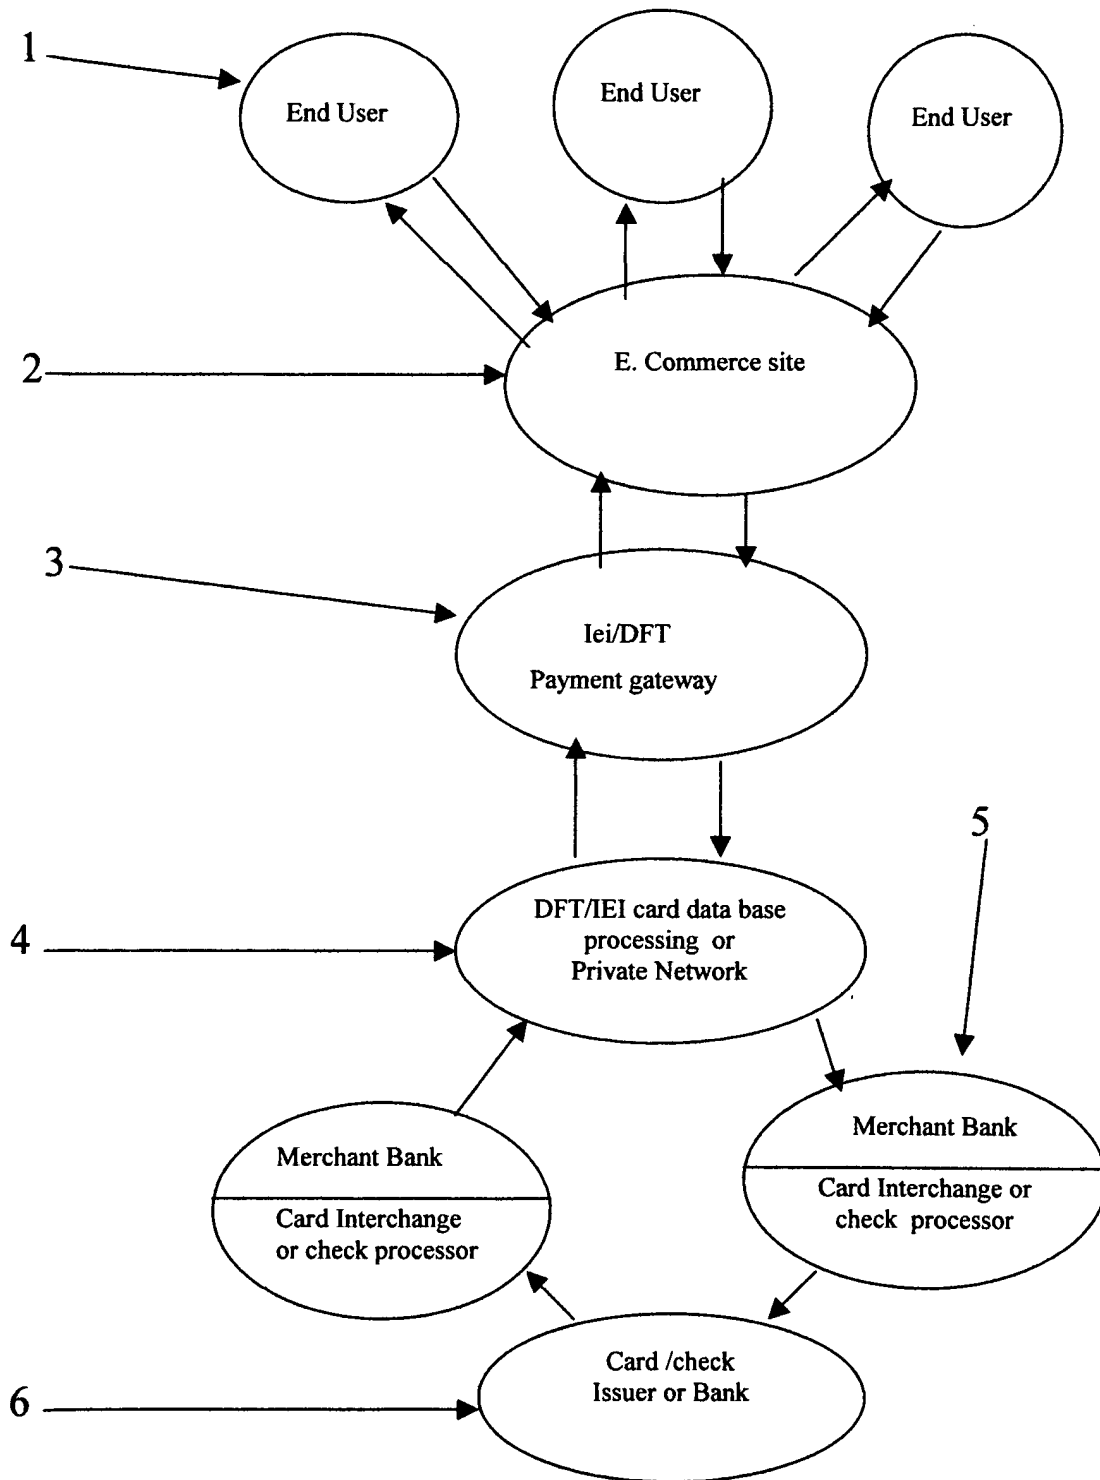 1
End User
End User
End User
2
E. Commerce site
3
Iei/DFT
Payment gateway
5
4
DFT/IEI card data base
processing or
Private Network
Merchant Bank
Card Interchange
or check processor
Merchant Bank
Card Interchange or
check processor
6
Card /check
Issuer or Bank